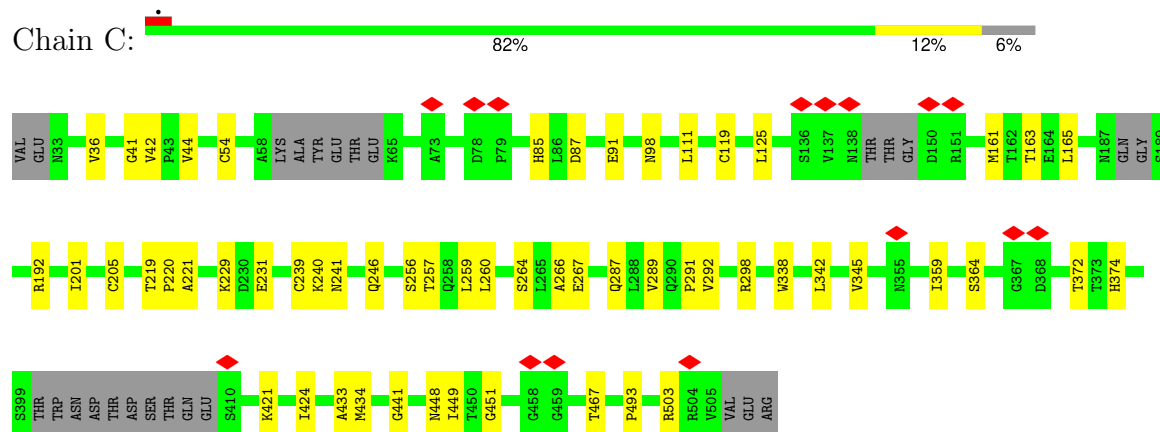 Chain C:
82% 12% 6%
VAL GLU N33 V36 G41 V42 P43 V44 C54 A58 LYS ALA TYR GLU THR GLU K65 A73 D78 P79 H85 L86 D87 E91 N98 L111 C119 L125 S136 V137 N138 THR THR GLY D150 R151 M161 T162 T163 E164 L165 N187 GLN GLY S189
R192 I201 C205 T219 P220 A221 K229 D230 E231 C239 K240 N241 Q246 S256 T257 Q258 L259 L260 S264 L265 A266 E267 Q287 L288 V289 Q290 P291 V292 R298 W338 L342 V345 N355 I359 S364 G367 D368 T372 T373 H374
S399 THR TRP ASN ASP THR ASP SER THR GLN GLU S410 K421 I424 A433 M434 G441 N448 I449 T450 G451 G458 G459 T467 P493 R503 R504 V505 VAL GLU ARG